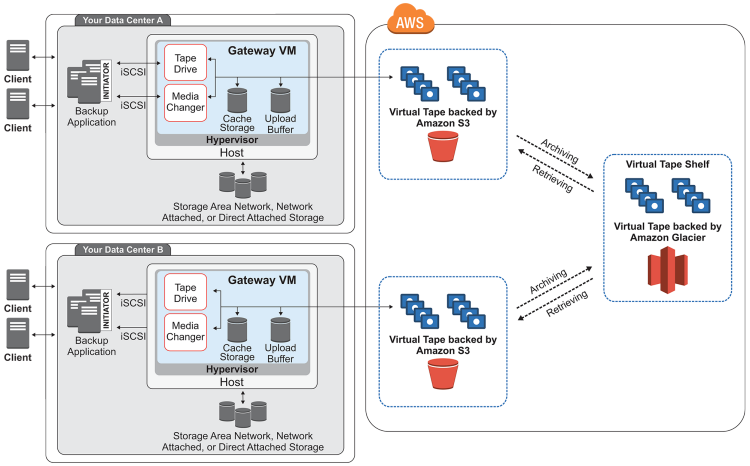 Your Data Center A
Client
Client
Backup
Application
INITIATOR
iSCSI
iSCSI
Gateway VM
Tape
Drive
Media
Changer
Cache
Storage
Upload
Buffer
Hypervisor
Host
Storage Area Network, Network
Attached, or Direct Attached Storage
Your Data Center B
Client
Client
Backup
Application
INITIATOR
iSCSI
iSCSI
Gateway VM
Tape
Drive
Media
Changer
Cache
Storage
Upload
Buffer
Hypervisor
Host
Storage Area Network, Network
Attached, or Direct Attached Storage
AWS
Virtual Tape backed by
Amazon S3
Archiving
Retrieving
Virtual Tape Shelf
Virtual Tape backed by
Amazon Glacier
Archiving
Retrieving
Virtual Tape backed by
Amazon S3